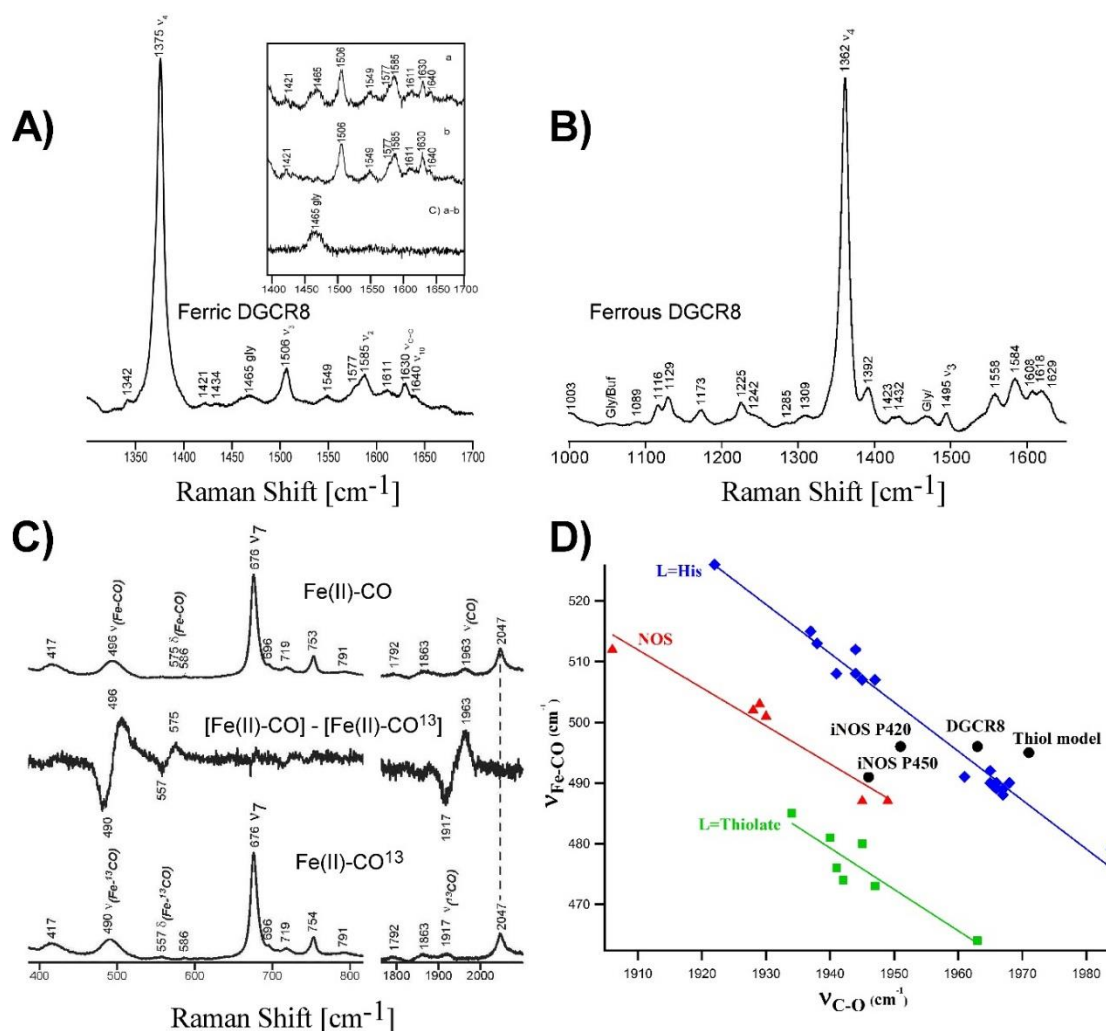 A)
1375 ν4
Ferric DGCR8
1342
1421
1434
1465 gly
1506 ν3
1549
1577
1585 ν2
1611
1630 νC=C
1640 ν10
1350 1400 1450 1500 1550 1600 1650 1700
Raman Shift [cm-1]
a
1421
1465
1506
1549
1577
1585
1611
1630
1640
b
1421
1506
1549
1577
1585
1611
1630
1640
C) a-b
1465 gly
1400 1450 1500 1550 1600 1650 1700
B)
1362 ν4
Ferrous DGCR8
1003
Gly/Buf
1089
1116
1129
1173
1225
1242
1285
1309
1392
1423
1432
Gly/
1495 ν3
1558
1584
1608
1618
1629
1000 1100 1200 1300 1400 1500 1600
Raman Shift [cm-1]
C)
676 ν7
Fe(II)-CO
417
496 ν(Fe-CO)
575 δ(Fe-CO)
586
696
719
753
791
1792
1863
1963 ν(CO)
2047
[Fe(II)-CO] - [Fe(II)-CO13]
496
575
490
557
1963
1917
676 ν7
Fe(II)-CO13
417
490 ν(Fe-13CO)
557 δ(Fe-13CO)
586
696
719
754
791
1792
1863
1917 ν(13CO)
2047
400 500 600 700 800
1800 1900 2000
Raman Shift [cm-1]
D)
L=His
NOS
iNOS P420
DGCR8
Thiol model
iNOS P450
L=Thiolate
νFe-CO (cm-1)
520
510
500
490
480
470
460
1910 1920 1930 1940 1950 1960 1970 1980
νC-O (cm-1)